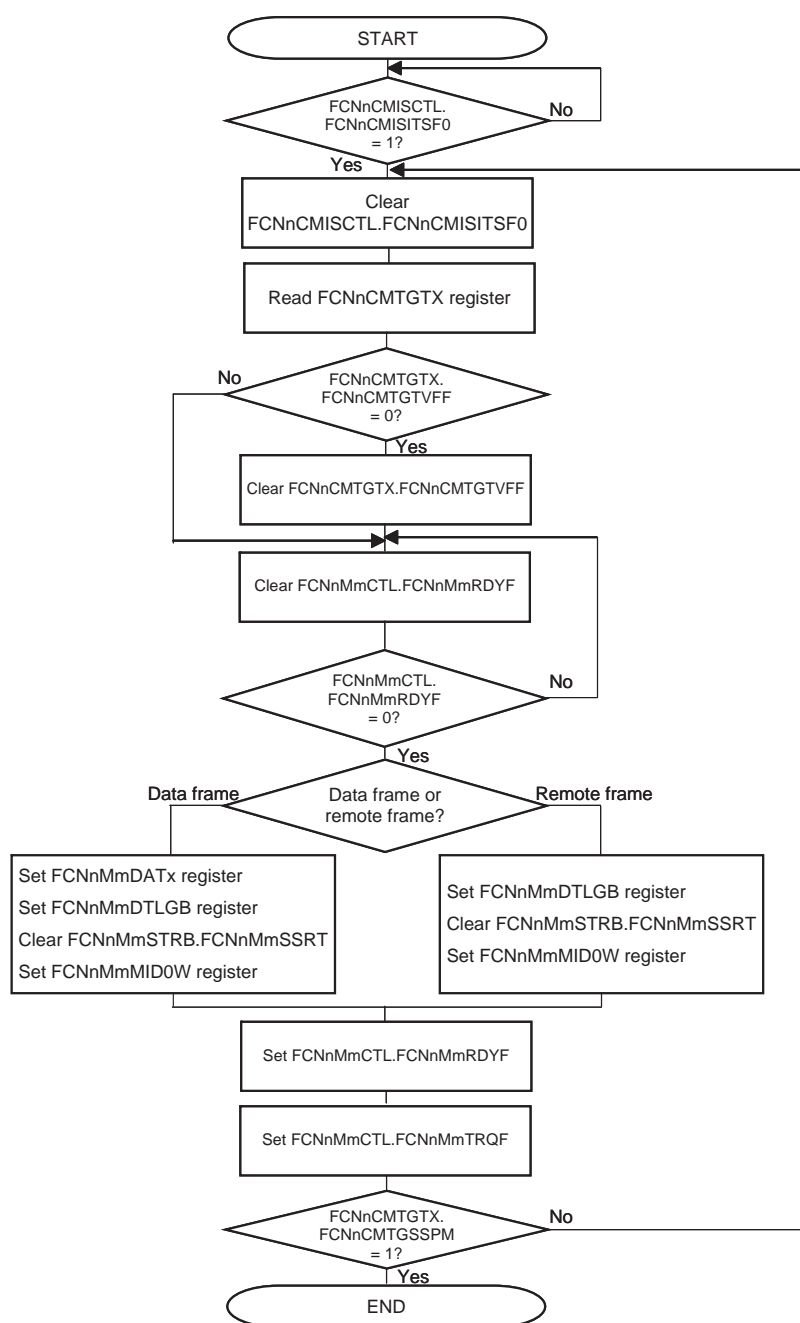 START
FCNnCMISCTL.
FCNnCMISITSF0
= 1?
No
Yes
Clear
FCNnCMISCTL.FCNnCMISITSF0
Read FCNnCMTGTX register
No
FCNnCMTGTX.
FCNnCMTGTVFF
= 0?
Yes
Clear FCNnCMTGTX.FCNnCMTGTVFF
Clear FCNnMmCTL.FCNnMmRDYF
FCNnMmCTL.
FCNnMmRDYF
= 0?
No
Yes
Data frame
Data frame or
remote frame?
Remote frame
Set FCNnMmDATx register
Set FCNnMmDTLGB register
Clear FCNnMmSTRB.FCNnMmSSRT
Set FCNnMmMID0W register
Set FCNnMmDTLGB register
Clear FCNnMmSTRB.FCNnMmSSRT
Set FCNnMmMID0W register
Set FCNnMmCTL.FCNnMmRDYF
Set FCNnMmCTL.FCNnMmTRQF
FCNnCMTGTX.
FCNnCMTGSSPM
= 1?
No
Yes
END